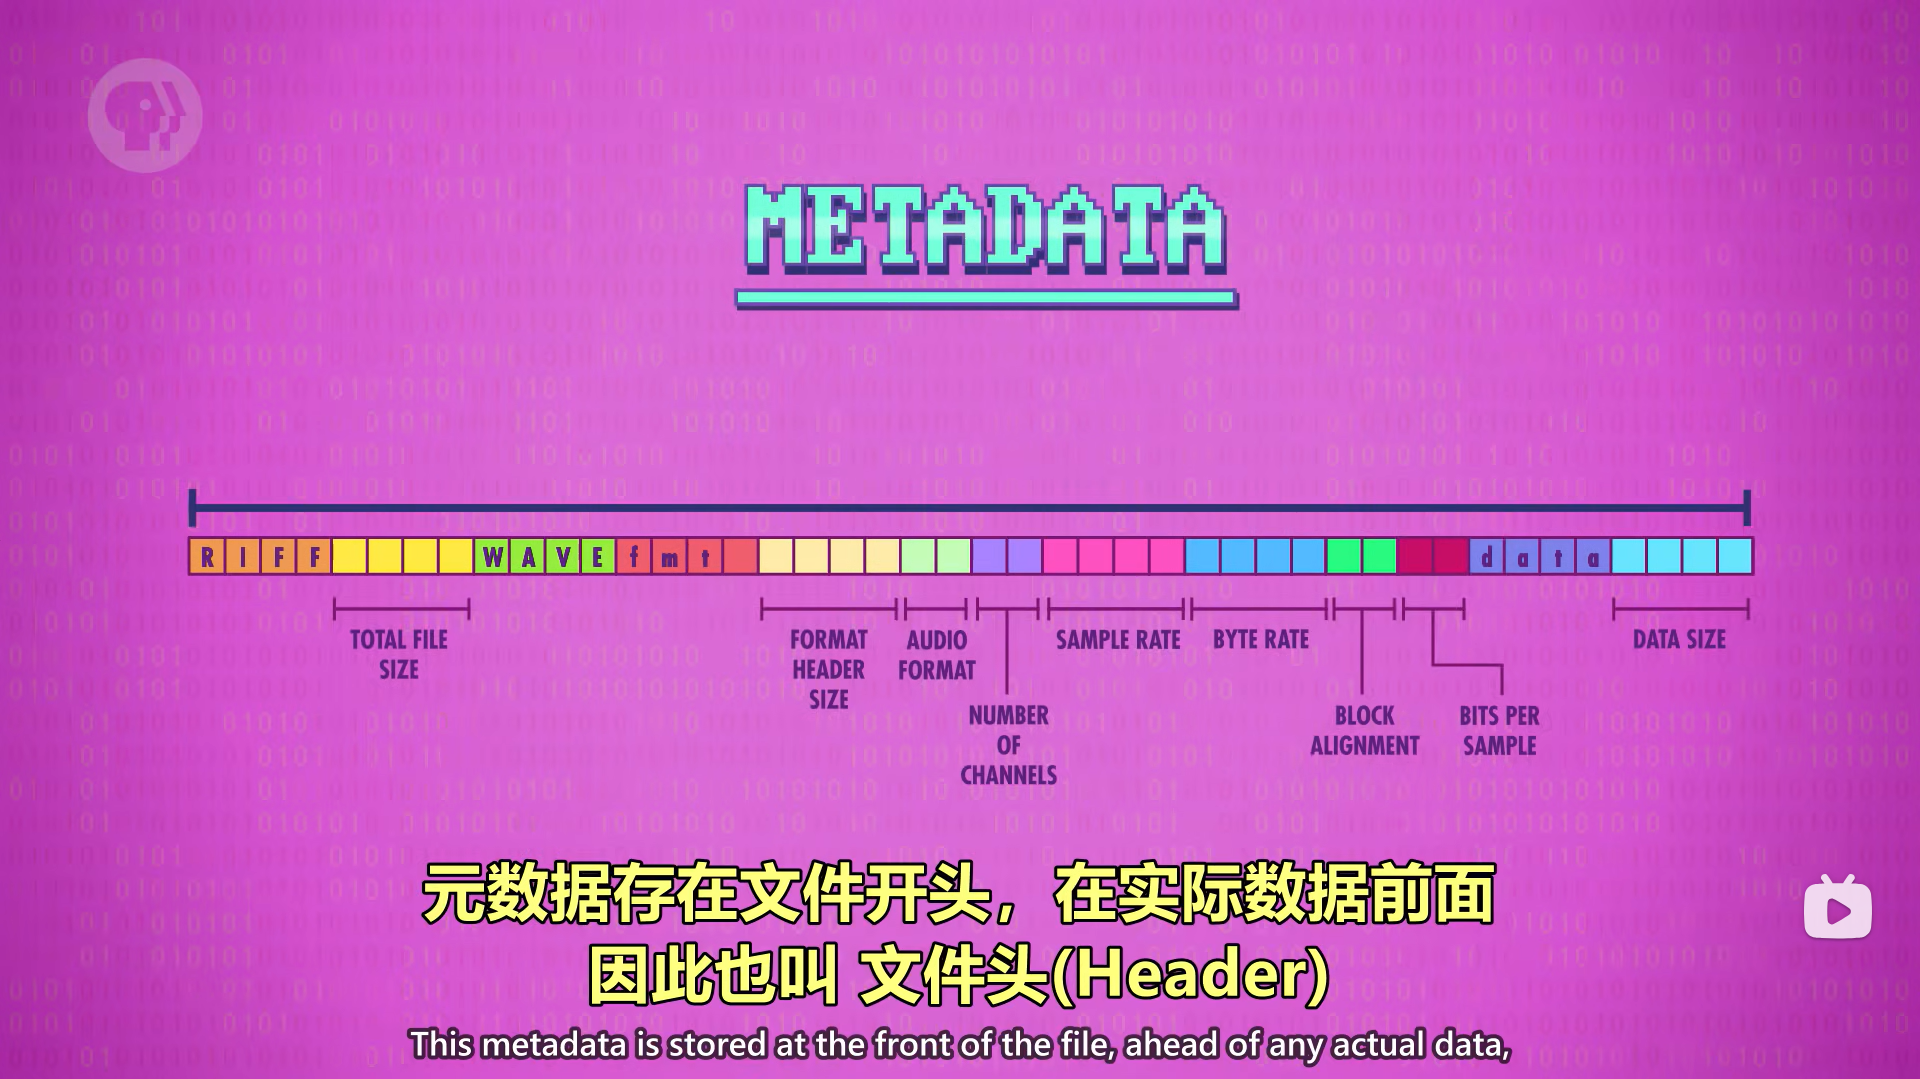 METADATA
R I F F W A V E f m t d a t a
TOTAL FILE
SIZE
FORMAT
HEADER
SIZE
AUDIO
FORMAT
NUMBER
OF
CHANNELS
SAMPLE RATE
BYTE RATE
BLOCK
ALIGNMENT
BITS PER
SAMPLE
DATA SIZE
元数据存在文件开头，在实际数据前面
因此也叫 文件头(Header)
This metadata is stored at the front of the file, ahead of any actual data,